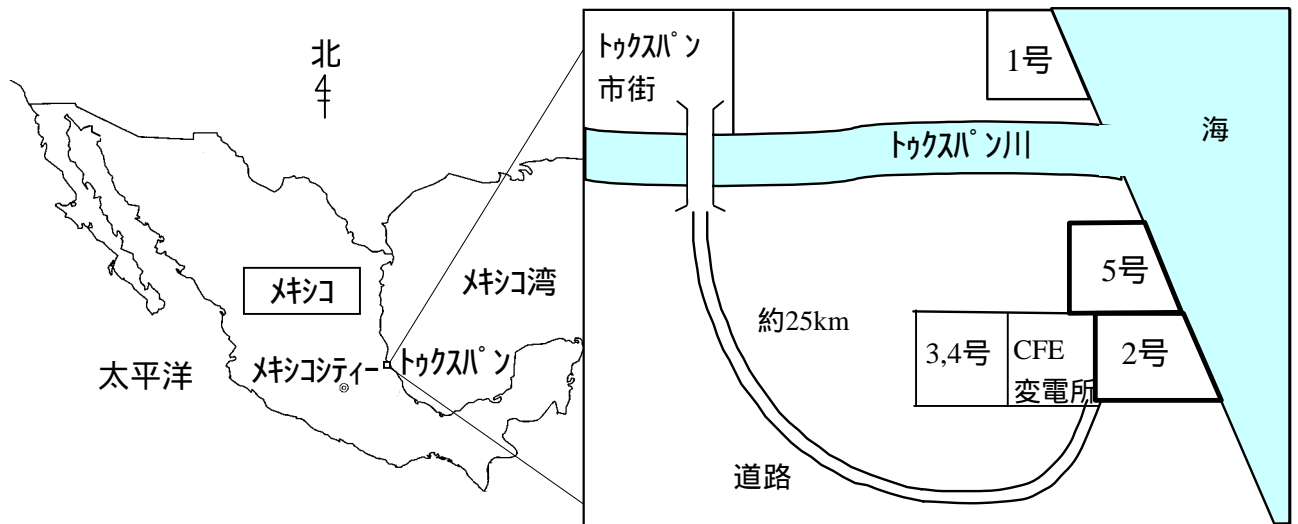 北
メキシコ
メキシコ湾
太平洋
メキシコシティー
トゥクスパン
トゥクスパン
市街
1号
海
トゥクスパン川
5号
約25km
3,4号
CFE
変電所
2号
道路